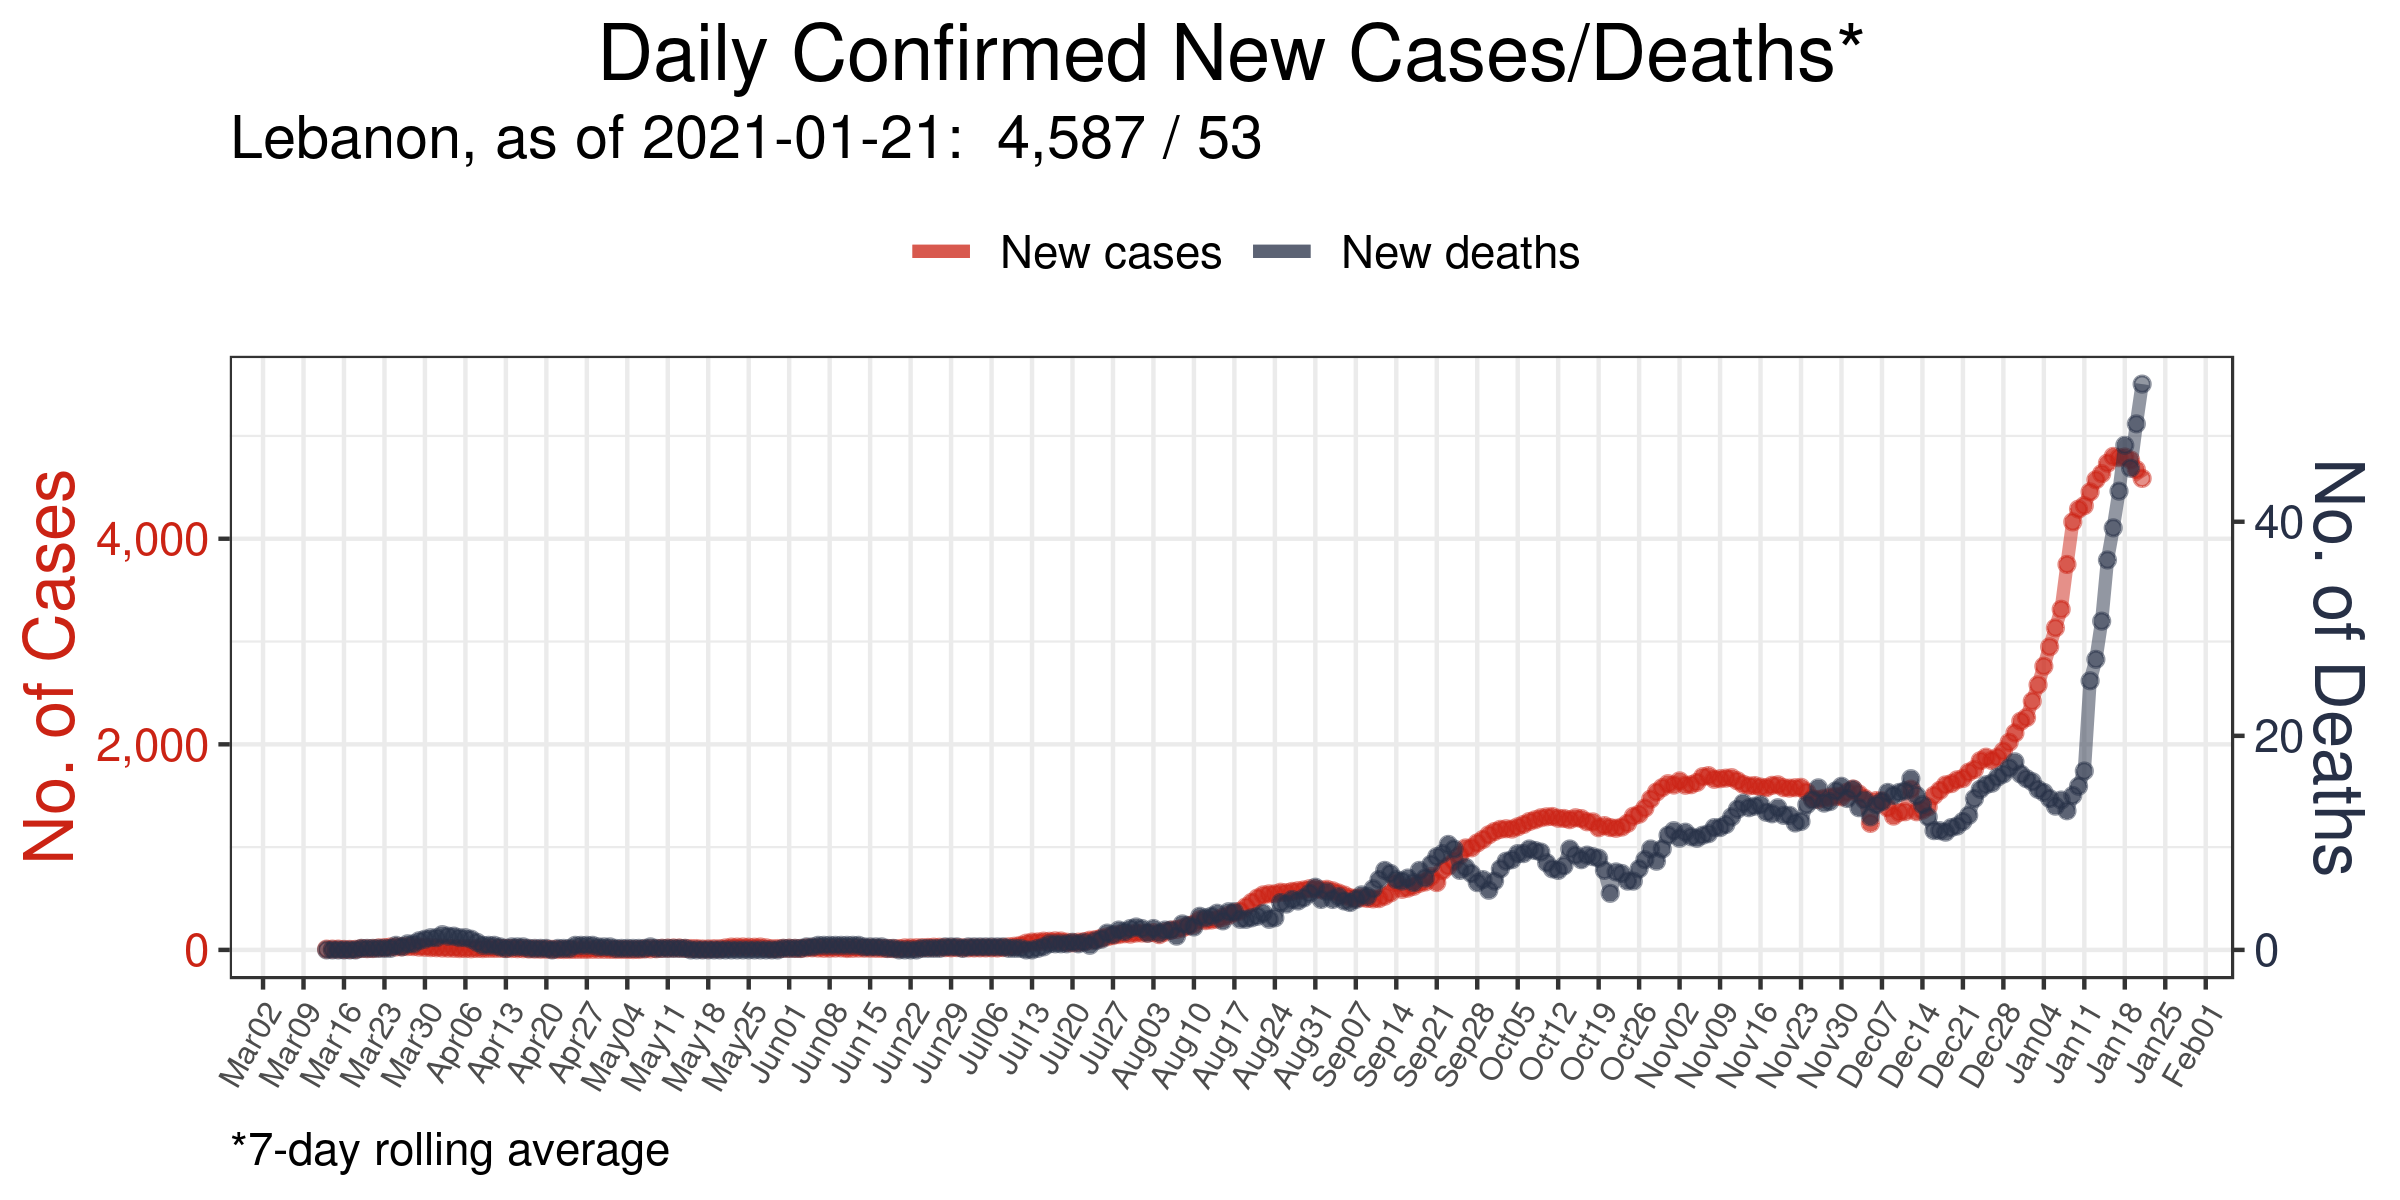 Daily Confirmed New Cases/Deaths*
Lebanon, as of 2021-01-21:  4,587 / 53
New cases
New deaths
No. of Cases
4,000
2,000
0
40
20
0
No. of Deaths
Mar02
Mar09
Mar16
Mar23
Mar30
Apr06
Apr13
Apr20
Apr27
May04
May11
May18
May25
Jun01
Jun08
Jun15
Jun22
Jun29
Jul06
Jul13
Jul20
Jul27
Aug03
Aug10
Aug17
Aug24
Aug31
Sep07
Sep14
Sep21
Sep28
Oct05
Oct12
Oct19
Oct26
Nov02
Nov09
Nov16
Nov23
Nov30
Dec07
Dec14
Dec21
Dec28
Jan04
Jan11
Jan18
Jan25
Feb01
*7-day rolling average